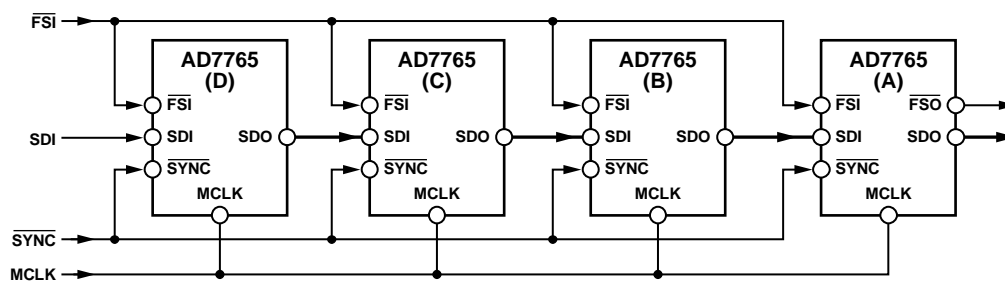 FSI
AD7765
(D)
AD7765
(C)
AD7765
(B)
AD7765
(A)
FSI
FSI
FSI
FSI
FSO
SDI
SDI
SDO
SDI
SDO
SDI
SDO
SDI
SDO
SYNC
SYNC
SYNC
SYNC
MCLK
MCLK
MCLK
MCLK
SYNC
MCLK